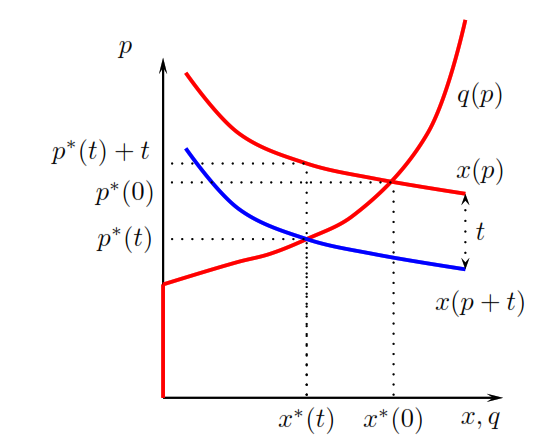 p
q(p)
p*(t) + t
x(p)
p*(0)
p*(t)
t
x(p + t)
x*(t)
x*(0)
x, q